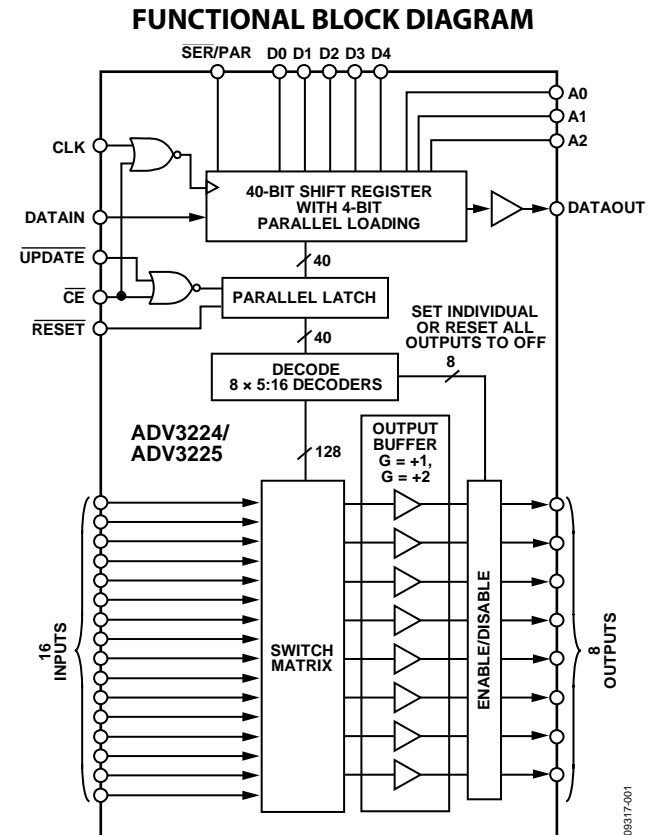 FUNCTIONAL BLOCK DIAGRAM
SER/PAR D0 D1 D2 D3 D4
A0
A1
A2
CLK
40-BIT SHIFT REGISTER
WITH 4-BIT
PARALLEL LOADING
DATAIN
DATAOUT
UPDATE
40
CE
PARALLEL LATCH
RESET
SET INDIVIDUAL
OR RESET ALL
OUTPUTS TO OFF
40
8
DECODE
8 × 5:16 DECODERS
ADV3224/
ADV3225
128
OUTPUT
BUFFER
G = +1,
G = +2
16
INPUTS
SWITCH
MATRIX
ENABLE/DISABLE
8
OUTPUTS
09317-001